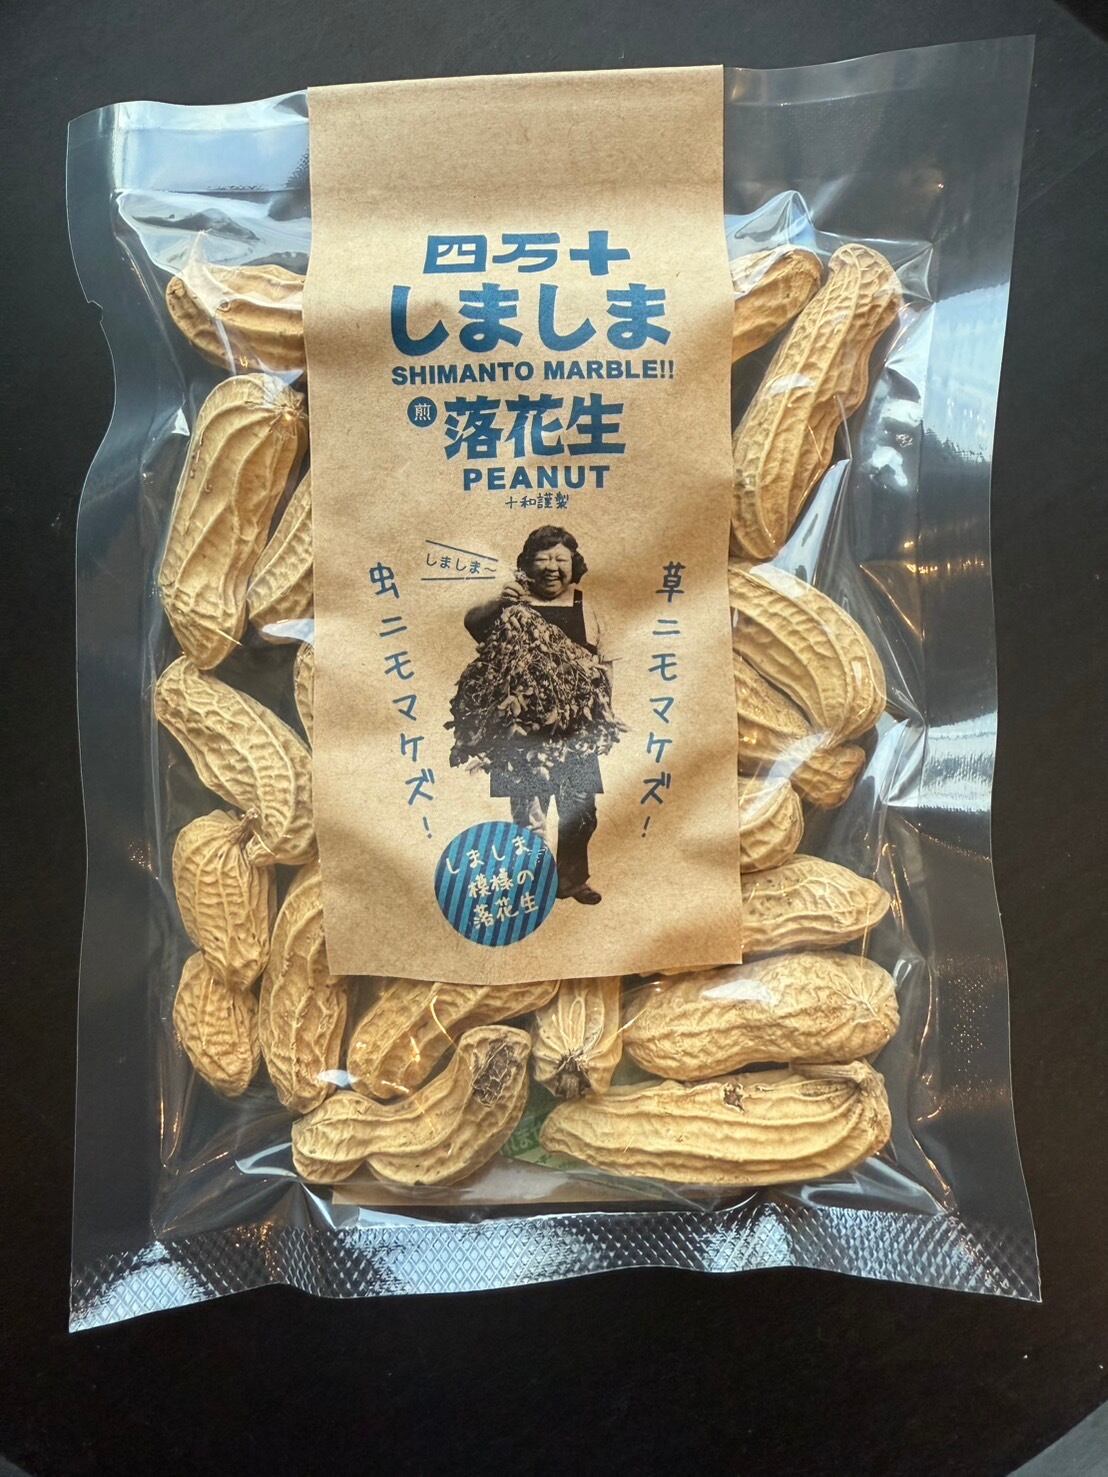 四万十
しましま
SHIMANTO MARBLE!!
煎 落花生
PEANUT
十和謹製
しましま〜
草ニモマケズ!
虫ニモマケズ!
しましま
模様の
落花生